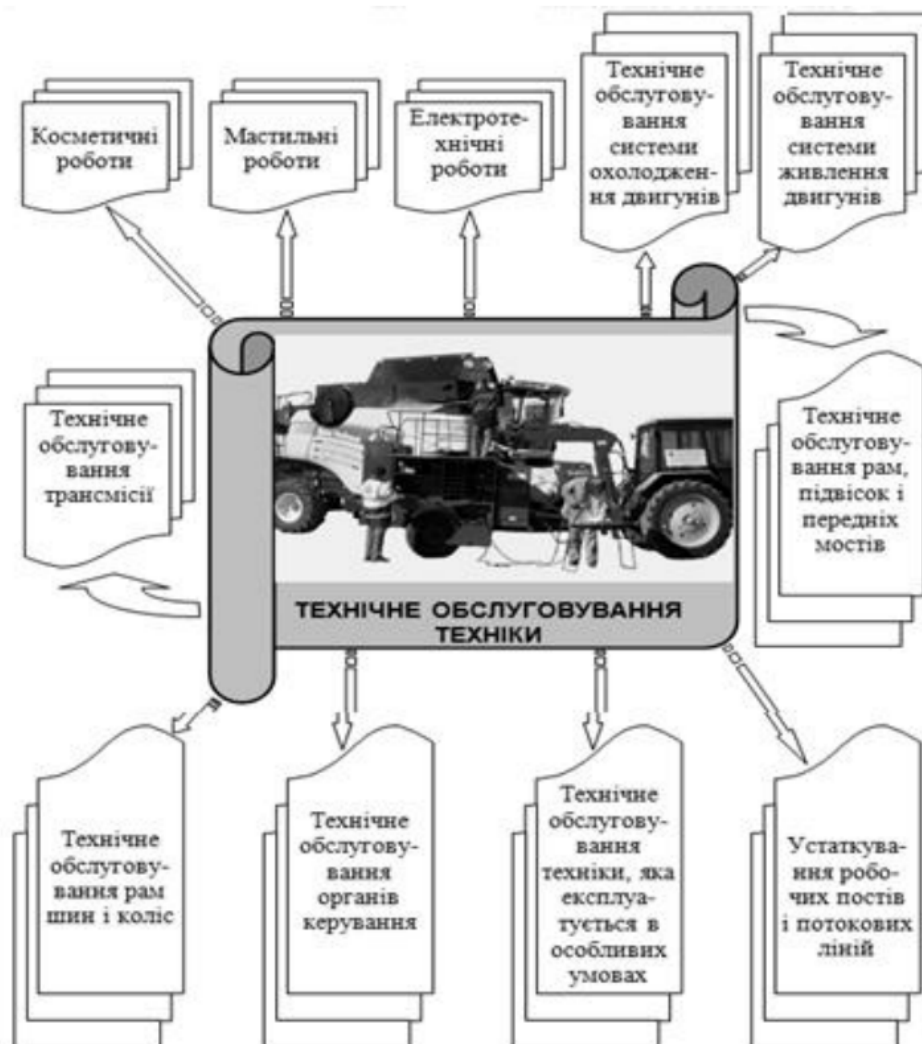 Косметичні
роботи
Мастильні
роботи
Електроте-
хнічні
роботи
Технічне
обслугову-
вання
системи
охолоджен-
ня двигунів
Технічне
обслугову-
вання
системи
живлення
двигунів
Технічне
обслугову-
вання
трансмісії
Технічне
обслугову-
вання рам,
підвісок і
передніх
мостів
ТЕХНІЧНЕ ОБСЛУГОВУВАННЯ
ТЕХНІКИ
Технічне
обслугову-
вання рам
шин і коліс
Технічне
обслугову-
вання
органів
керування
Технічне
обслугову-
вання
техніки, яка
експлуа-
тується в
особливих
умовах
Устаткува-
ння робо-
чих постів
і потокових
ліній